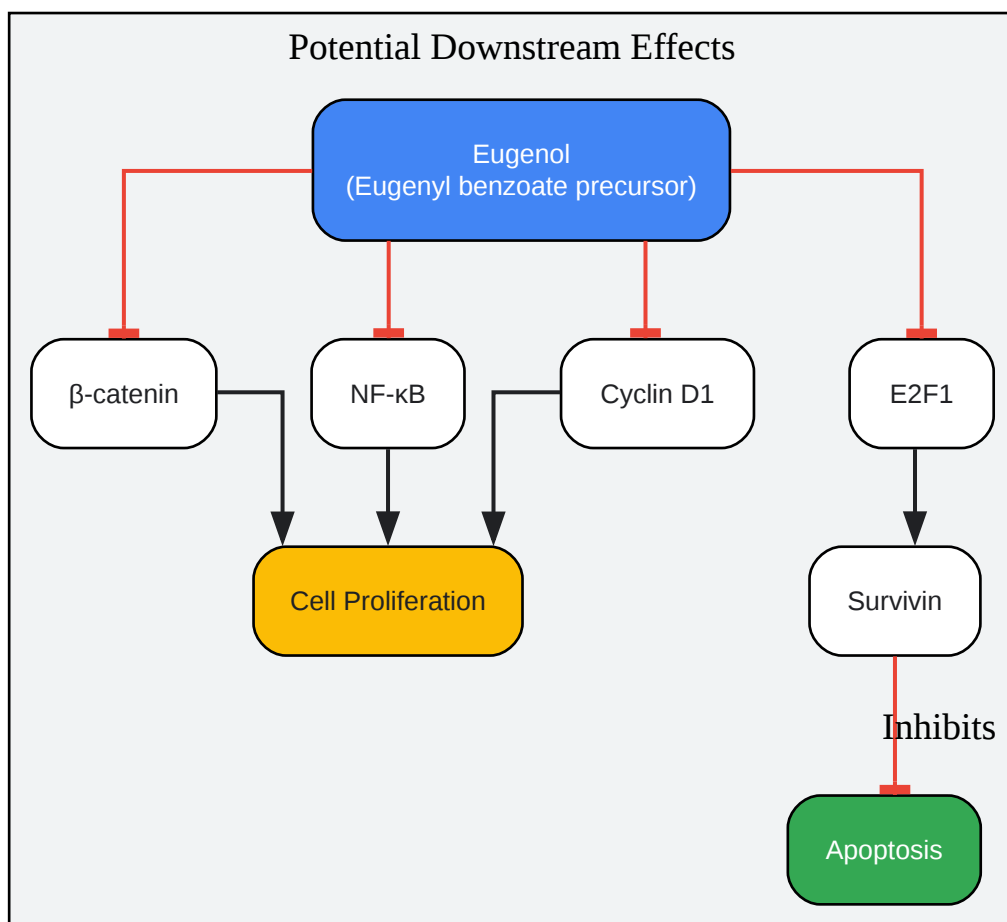 Potential Downstream Effects
Eugenol
(Eugenyl benzoate precursor)
β-catenin
NF-κB
Cyclin D1
E2F1
Cell Proliferation
Survivin
Inhibits
Apoptosis